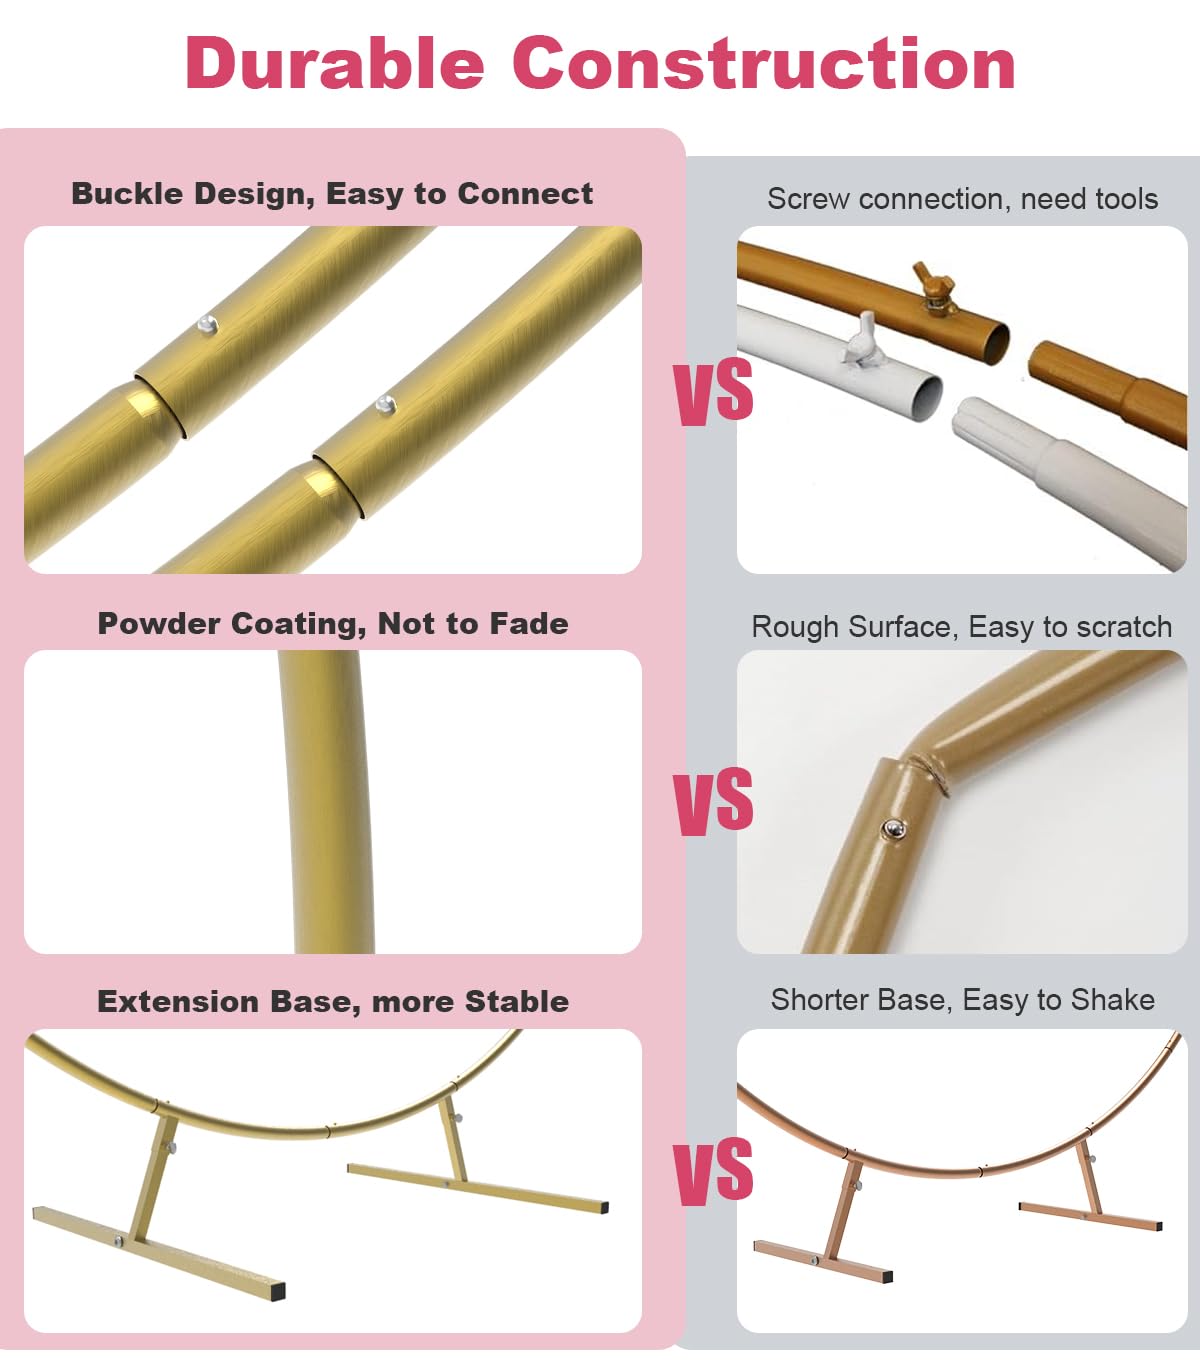 Durable Construction
Buckle Design, Easy to Connect
Screw connection, need tools
VS
Powder Coating, Not to Fade
Rough Surface, Easy to scratch
VS
Extension Base, more Stable
Shorter Base, Easy to Shake
VS